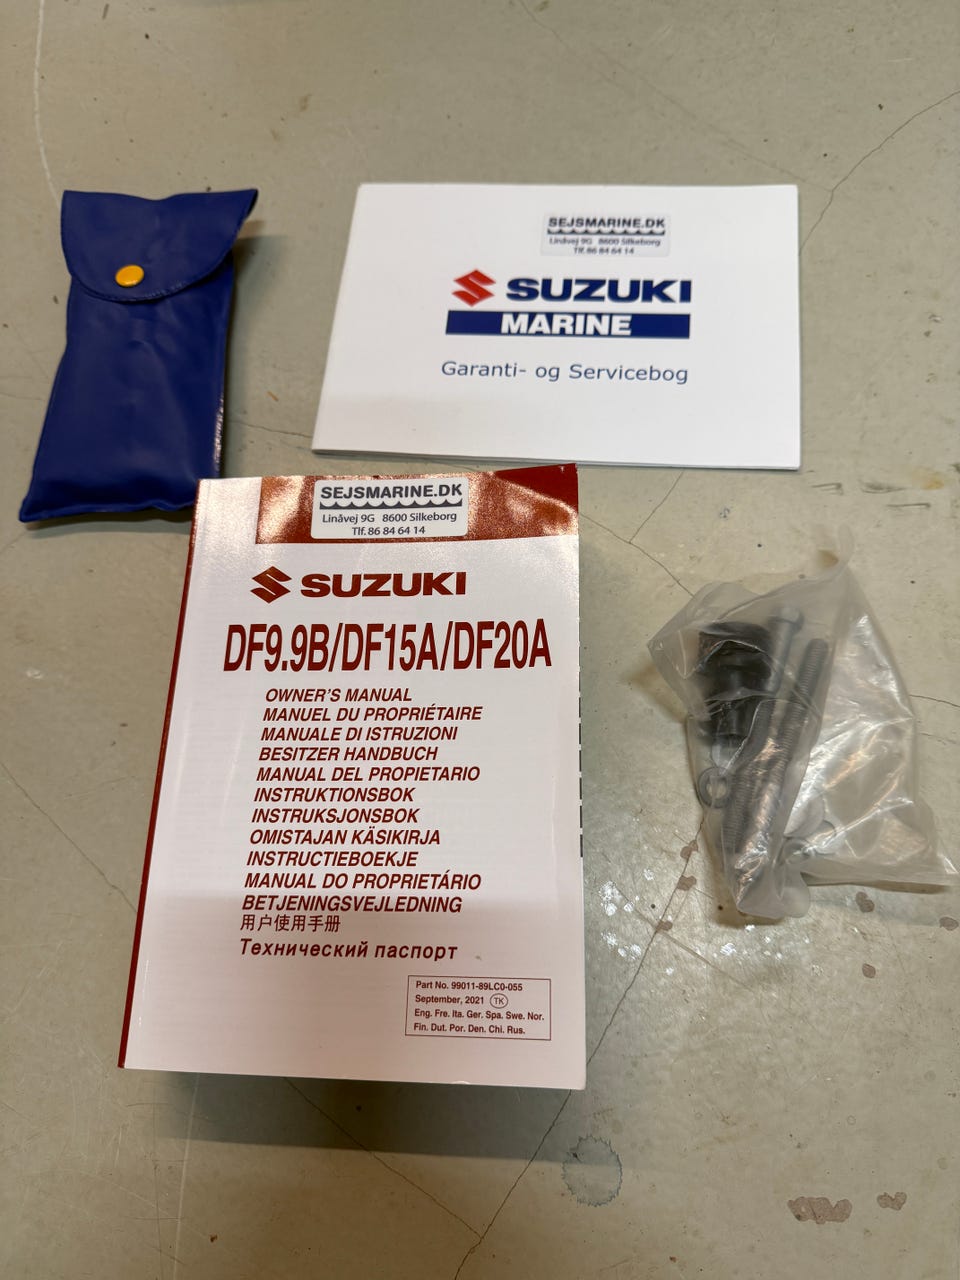 SEJSMARINE.DK
Linåvej 9G 8600 Silkeborg
Tlf. 86 84 64 14
SUZUKI
MARINE
Garanti- og Servicebog
SEJSMARINE.DK
Linåvej 9G 8600 Silkeborg
Tlf. 86 84 64 14
SUZUKI
DF9.9B/DF15A/DF20A
OWNER'S MANUAL
MANUEL DU PROPRIÉTAIRE
MANUALE DI ISTRUZIONI
BESITZER HANDBUCH
MANUAL DEL PROPIETARIO
INSTRUKTIONSBOK
INSTRUKSJONSBOK
OMISTAJAN KÄSIKIRJA
INSTRUCTIEBOEKJE
MANUAL DO PROPRIETÁRIO
BETJENINGSVEJLEDNING
用户使用手册
Технический паспорт
Part No. 99011-89LC0-055
September, 2021 TK
Eng. Fre. Ita. Ger. Spa. Swe. Nor.
Fin. Dut. Por. Den. Chi. Rus.